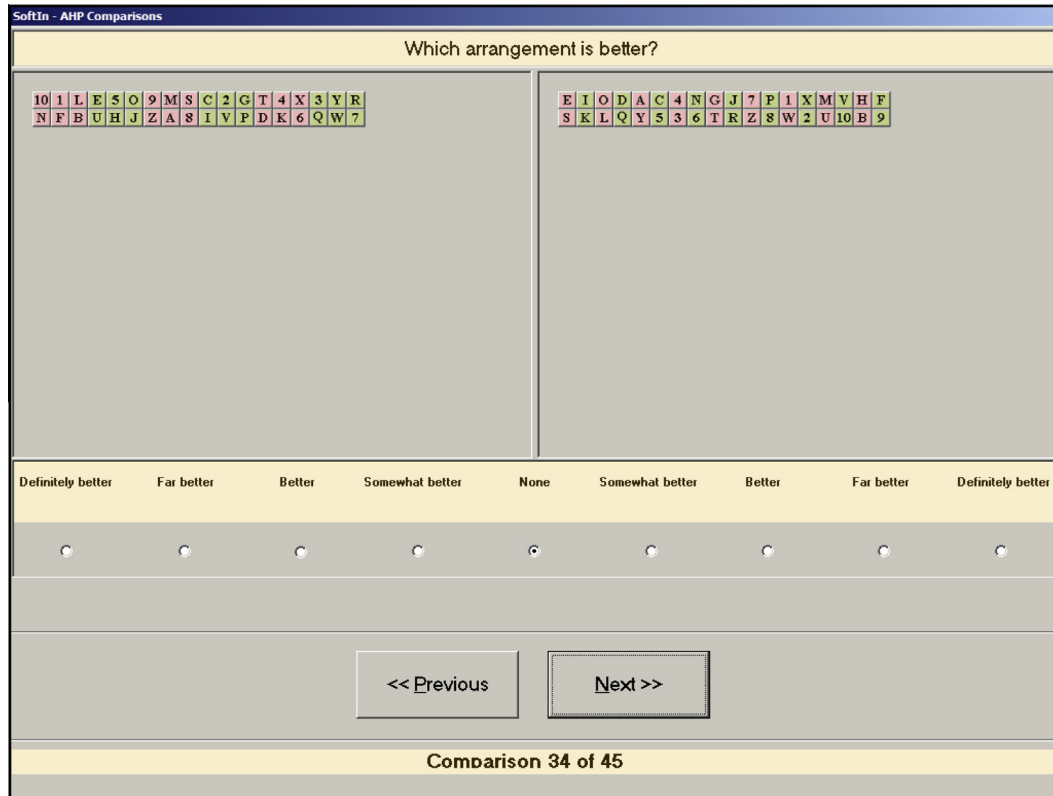 SoftIn - AHP Comparisons
Which arrangement is better?
10 1 L E 5 O 9 M S C 2 G T 4 X 3 Y R
N F B U H J Z A 8 I V P D K 6 Q W 7
E I O D A C 4 N G J 7 P 1 X M V H F
S K L Q Y 5 3 6 T R Z 8 W 2 U 10 B 9
Definitely better Far better Better Somewhat better None Somewhat better Better Far better Definitely better
<< Previous Next >>
Comparison 34 of 45